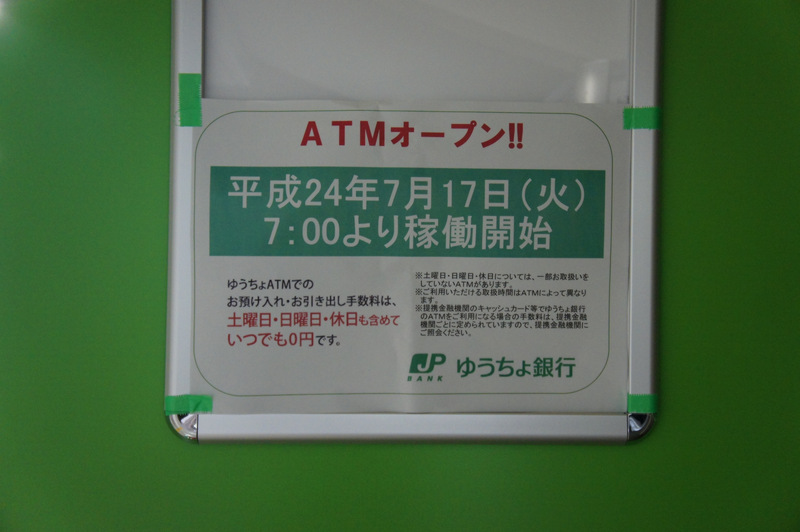 ATMオープン!!
平成24年7月17日(火)
7:00より稼働開始
ゆうちょATMでの
お預け入れ・お引き出し手数料は、
土曜日・日曜日・休日も含めて
いつでも0円です。
※土曜日・日曜日・休日については、一部お取扱いを
していないATMがあります。
※ご利用いただける取扱時間はATMによって異なり
ます。
※提携金融機関のキャッシュカード等でゆうちょ銀行
のATMをご利用になる場合の手数料は、提携金融
機関ごとに定められていますので、提携金融機関に
ご照会ください。
JP
BANK
ゆうちょ銀行